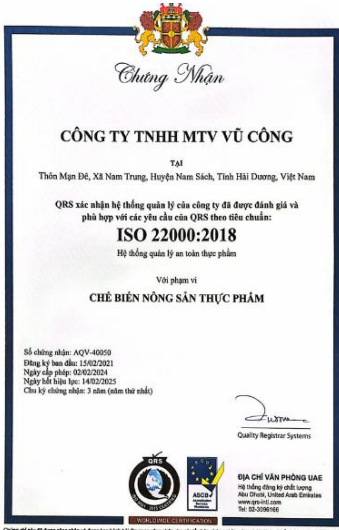 Chứng Nhận
CÔNG TY TNHH MTV VŨ CÔNG
TẠI
Thôn Mạn Đê, Xã Nam Trung, Huyện Nam Sách, Tỉnh Hải Dương, Việt Nam
QRS xác nhận hệ thống quản lý của công ty đã được đánh giá và
phù hợp với các yêu cầu của QRS theo tiêu chuẩn:
ISO 22000:2018
Hệ thống quản lý an toàn thực phẩm
Với phạm vi
CHẾ BIẾN NÔNG SẢN THỰC PHẨM
Số chứng nhận: AQV-40050
Đăng ký ban đầu: 15/02/2021
Ngày cấp phép: 02/02/2024
Ngày hết hiệu lực: 14/02/2025
Chu kỳ chứng nhận: 3 năm (năm thứ nhất)
Quality Registrar Systems
QRS
ASCB
WORLDWIDE CERTIFICATION
ĐỊA CHỈ VĂN PHÒNG UAE
Hệ thống đăng ký chất lượng
Abu Dhabi, United Arab Emirates
www.qrs-intl.com
Tel: 02-3096166